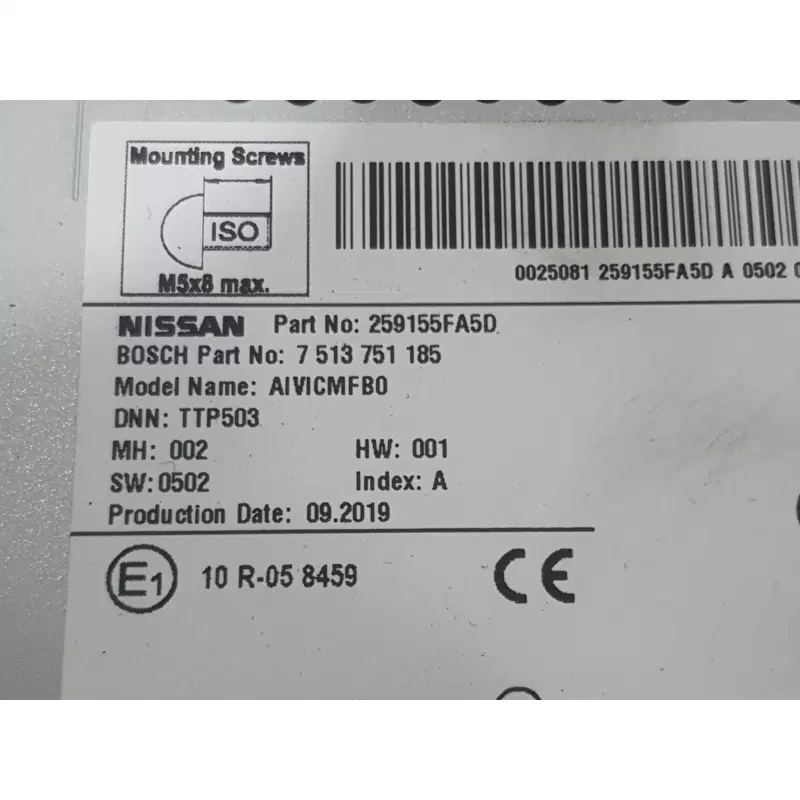 Mounting Screws
ISO
M5x8 max.
0025081 259155FA5D A 0502
NISSAN Part No: 259155FA5D
BOSCH Part No: 7 513 751 185
Model Name: AIVICMFB0
DNN: TTP503
MH: 002 HW: 001
SW: 0502 Index: A
Production Date: 09.2019
E1 10 R-05 8459 CE